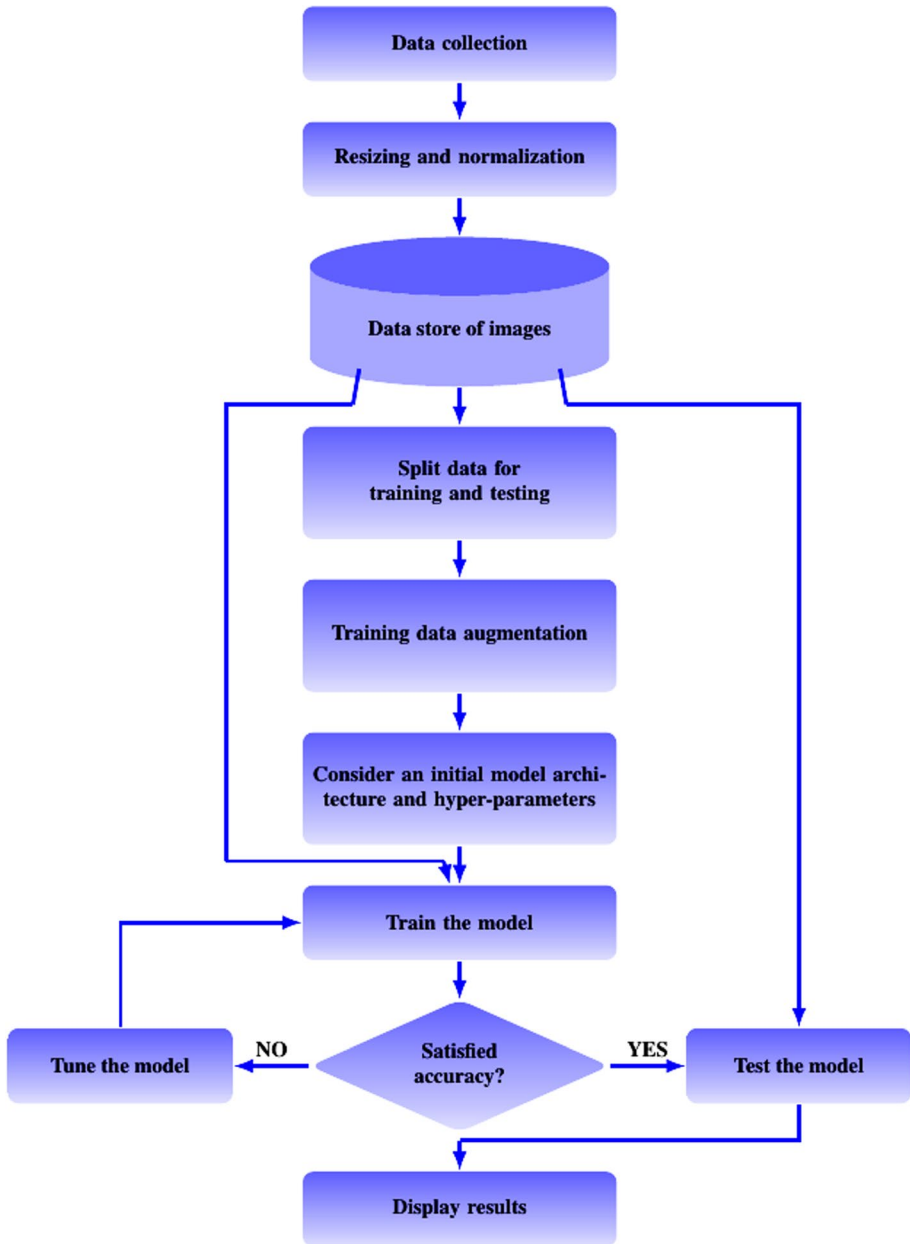 Data collection
Resizing and normalization
Data store of images
Split data for
training and testing
Training data augmentation
Consider an initial model archi-
tecture and hyper-parameters
Train the model
Tune the model
NO
Satisfied
accuracy?
YES
Test the model
Display results